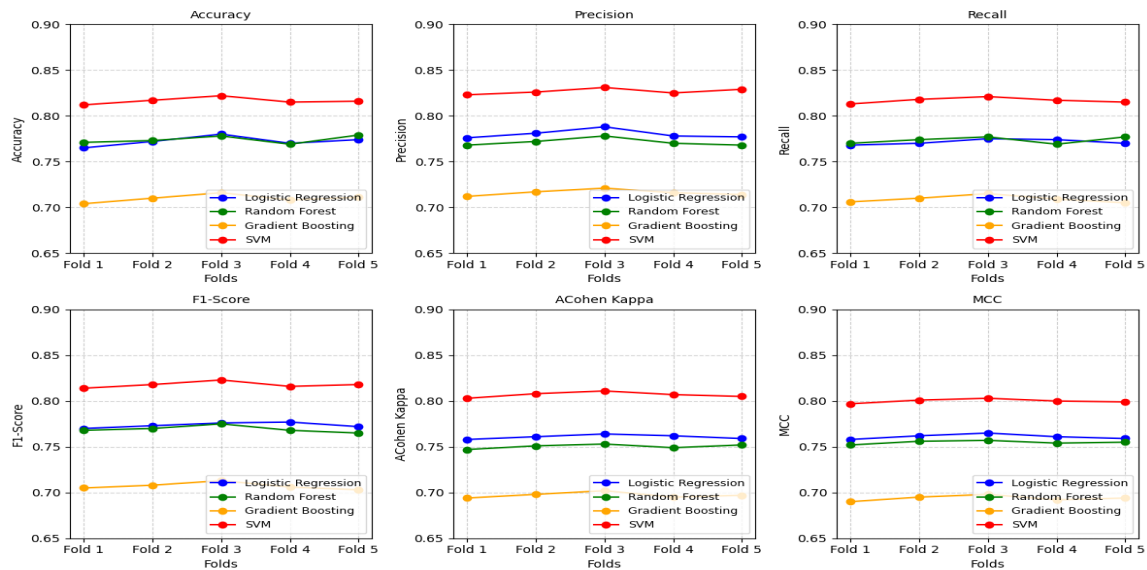 Accuracy
0.90
0.85
0.80
0.75
0.70
0.65
Accuracy
Logistic Regression
Random Forest
Gradient Boosting
SVM
Fold 1 Fold 2 Fold 3 Fold 4 Fold 5
Folds
Precision
0.90
0.85
0.80
0.75
0.70
0.65
Precision
Logistic Regression
Random Forest
Gradient Boosting
SVM
Fold 1 Fold 2 Fold 3 Fold 4 Fold 5
Folds
Recall
0.90
0.85
0.80
0.75
0.70
0.65
Recall
Logistic Regression
Random Forest
Gradient Boosting
SVM
Fold 1 Fold 2 Fold 3 Fold 4 Fold 5
Folds
F1-Score
0.90
0.85
0.80
0.75
0.70
0.65
F1-Score
Logistic Regression
Random Forest
Gradient Boosting
SVM
Fold 1 Fold 2 Fold 3 Fold 4 Fold 5
Folds
ACohen Kappa
0.90
0.85
0.80
0.75
0.70
0.65
ACohen Kappa
Logistic Regression
Random Forest
Gradient Boosting
SVM
Fold 1 Fold 2 Fold 3 Fold 4 Fold 5
Folds
MCC
0.90
0.85
0.80
0.75
0.70
0.65
MCC
Logistic Regression
Random Forest
Gradient Boosting
SVM
Fold 1 Fold 2 Fold 3 Fold 4 Fold 5
Folds